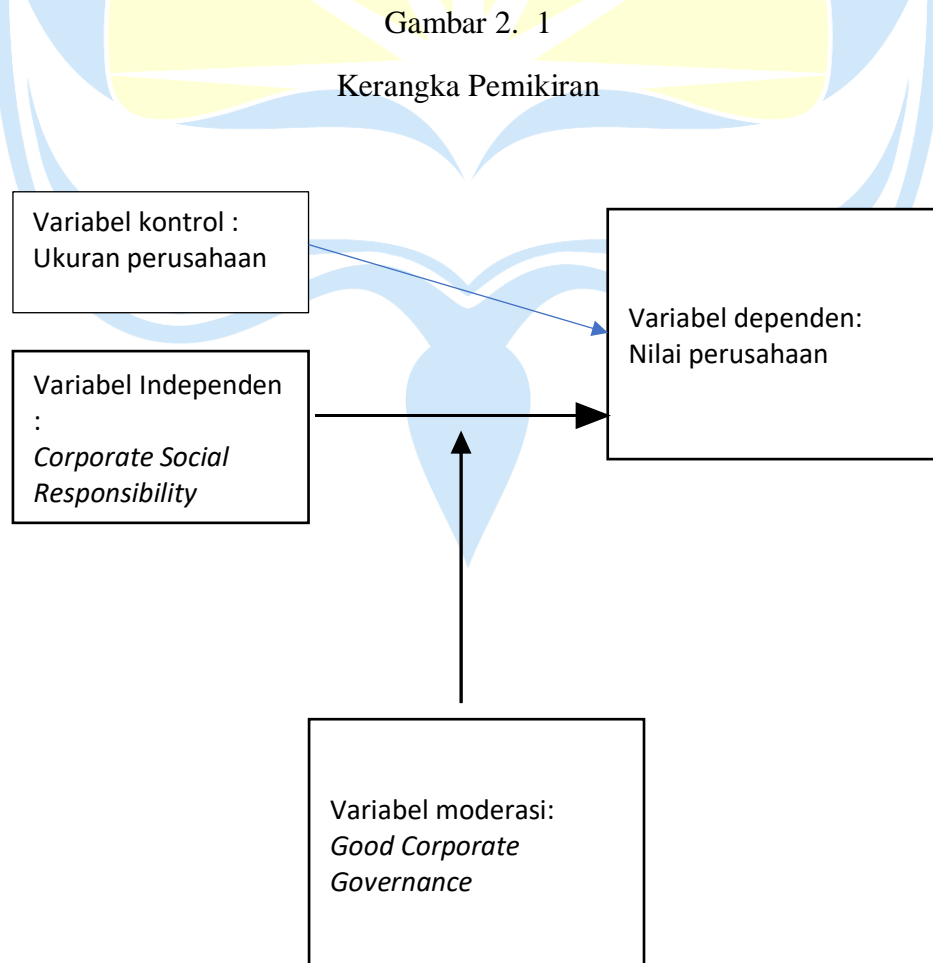 Gambar 2. 1
Kerangka Pemikiran
Variabel kontrol :
Ukuran perusahaan
Variabel dependen:
Nilai perusahaan
Variabel Independen
:
Corporate Social
Responsibility
Variabel moderasi:
Good Corporate
Governance